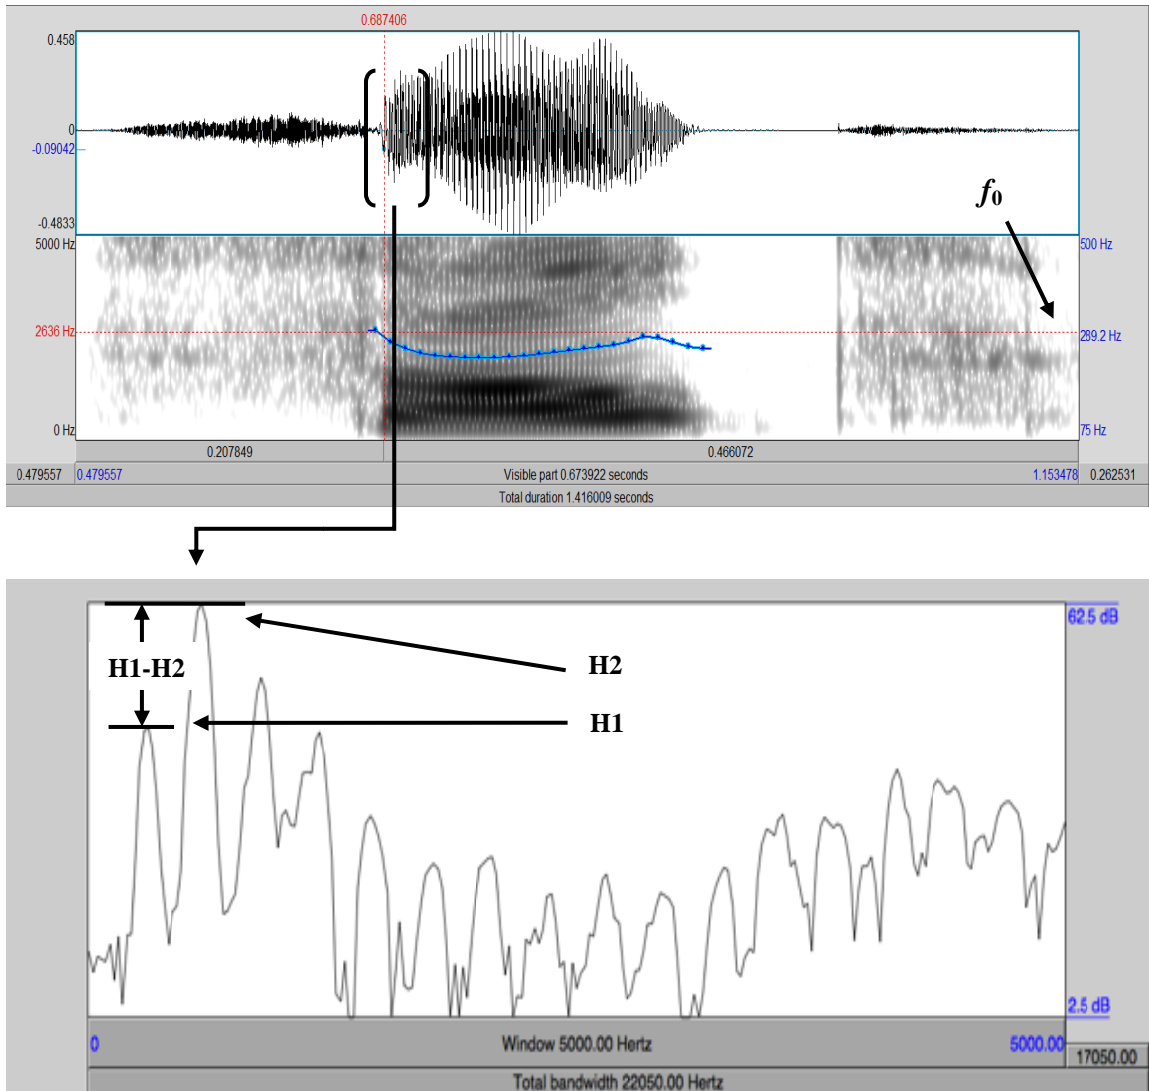 0.687406
0.458
0
-0.09042
-0.4833
f0
5000 Hz
500 Hz
2636 Hz
289.2 Hz
0 Hz
75 Hz
0.207849
0.466072
0.479557
0.479557
Visible part 0.673922 seconds
1.153478
0.262531
Total duration 1.416009 seconds
62.5 dB
H1-H2
H2
H1
2.5 dB
0
Window 5000.00 Hertz
5000.00
17050.00
Total bandwidth 22050.00 Hertz